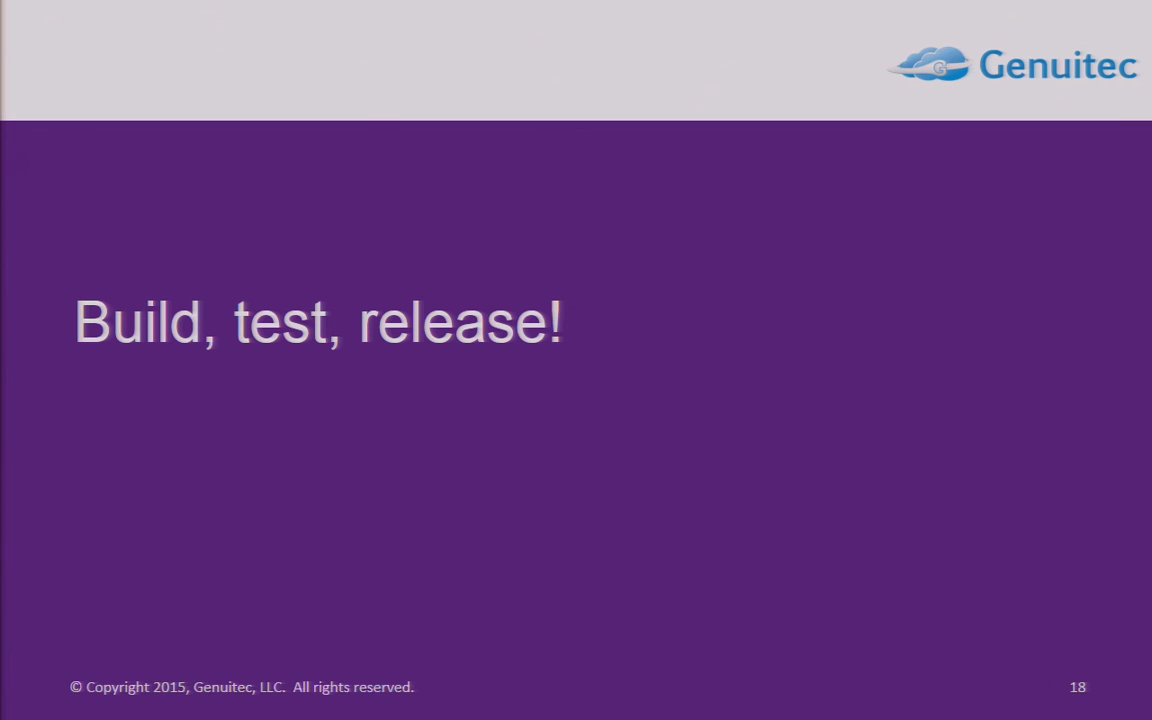 Genuitec
Build, test, release!
© Copyright 2015, Genuitec, LLC. All rights reserved.
18